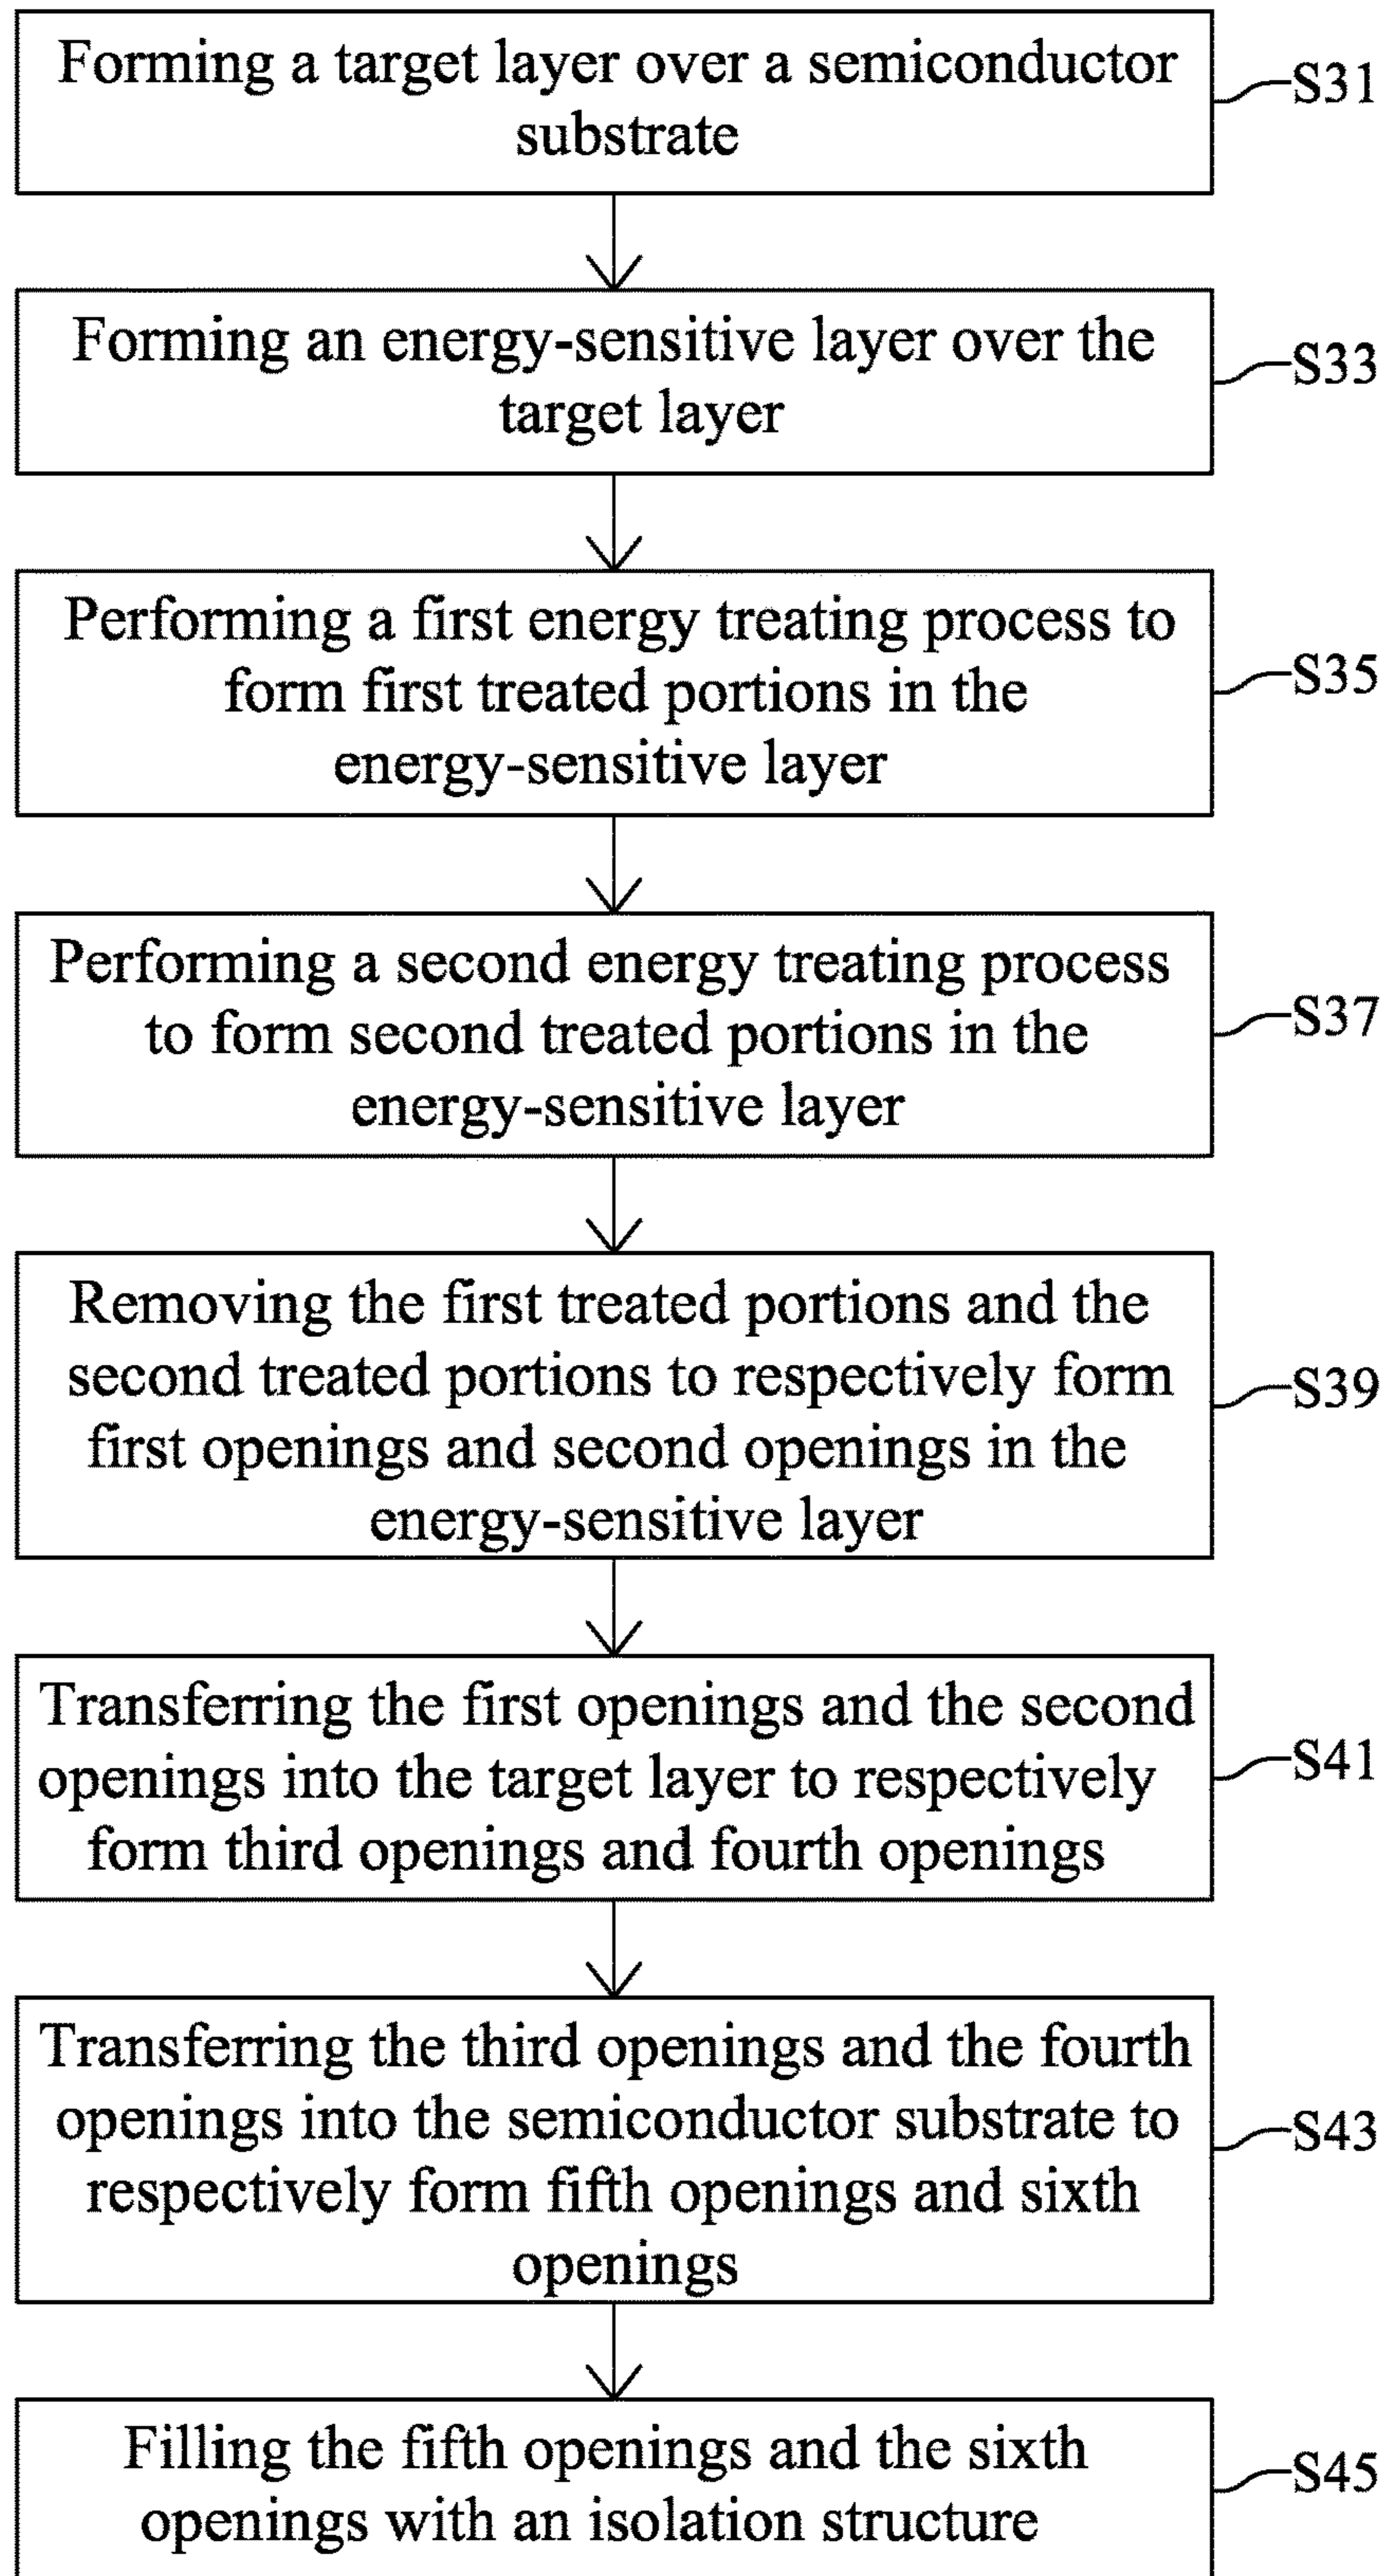 Forming a target layer over a semiconductor
substrate
S31
Forming an energy-sensitive layer over the
target layer
S33
Performing a first energy treating process to
form first treated portions in the
energy-sensitive layer
S35
Performing a second energy treating process
to form second treated portions in the
energy-sensitive layer
S37
Removing the first treated portions and the
second treated portions to respectively form
first openings and second openings in the
energy-sensitive layer
S39
Transferring the first openings and the second
openings into the target layer to respectively
form third openings and fourth openings
S41
Transferring the third openings and the fourth
openings into the semiconductor substrate to
respectively form fifth openings and sixth
openings
S43
Filling the fifth openings and the sixth
openings with an isolation structure
S45